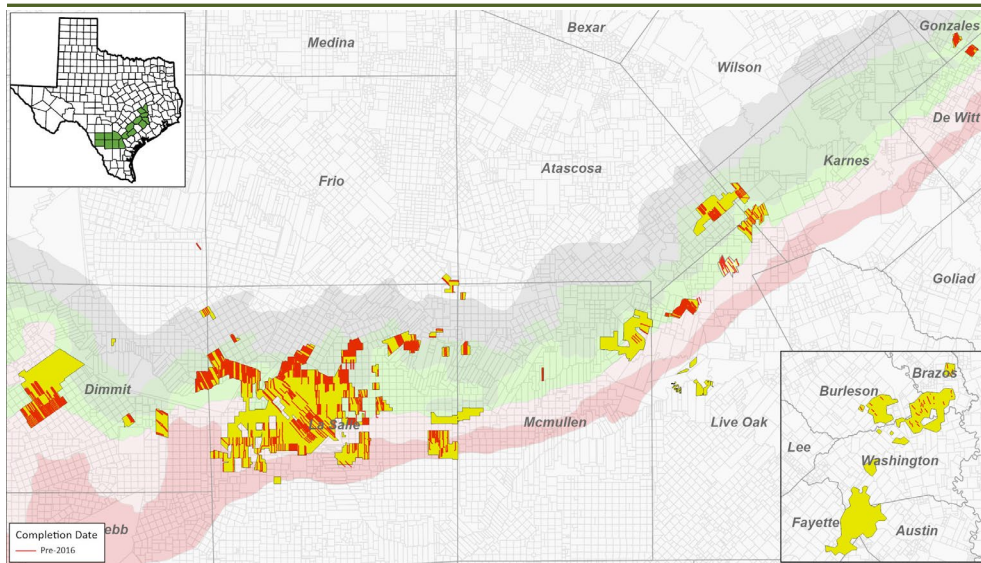 Medina
Bexar
Gonzales
Wilson
De Witt
Karnes
Atascosa
Frio
Goliad
Dimmit
La Salle
Mcmullen
Live Oak
Brazos
Burleson
Lee
Washington
Fayette
Austin
ebb
Completion Date
Pre-2016